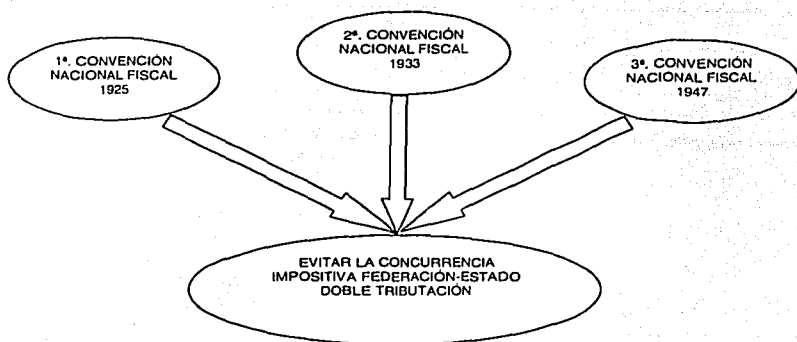 1ª. CONVENCIÓN
NACIONAL FISCAL
1925
2ª. CONVENCIÓN
NACIONAL FISCAL
1933
3ª. CONVENCIÓN
NACIONAL FISCAL
1947
EVITAR LA CONCURRENCIA
IMPOSITIVA FEDERACIÓN-ESTADO
DOBLE TRIBUTACIÓN